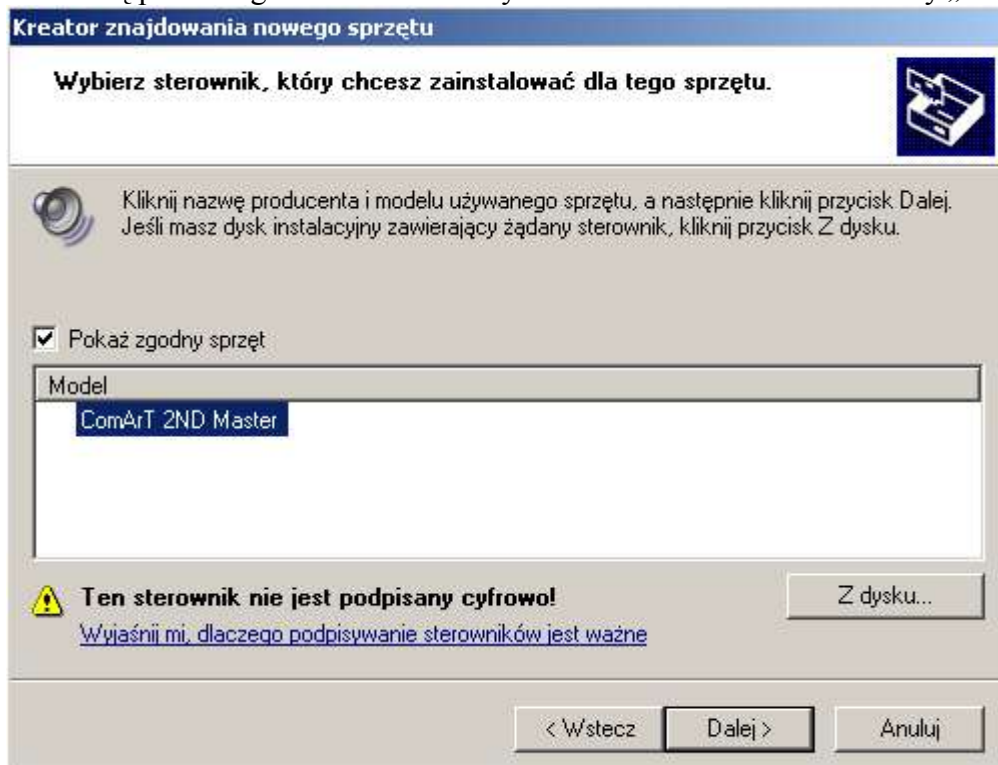 Kreator znajdowania nowego sprzętu
Wybierz sterownik, który chcesz zainstalować dla tego sprzętu.
Kliknij nazwę producenta i modelu używanego sprzętu, a następnie kliknij przycisk Dalej.
Jeśli masz dysk instalacyjny zawierający żądany sterownik, kliknij przycisk Z dysku.
Pokaż zgodny sprzęt
Model
ComArT 2ND Master
Ten sterownik nie jest podpisany cyfrowo!
Z dysku...
Wyjaśnij mi, dlaczego podpisywanie sterowników jest ważne
< Wstecz Dalej > Anuluj